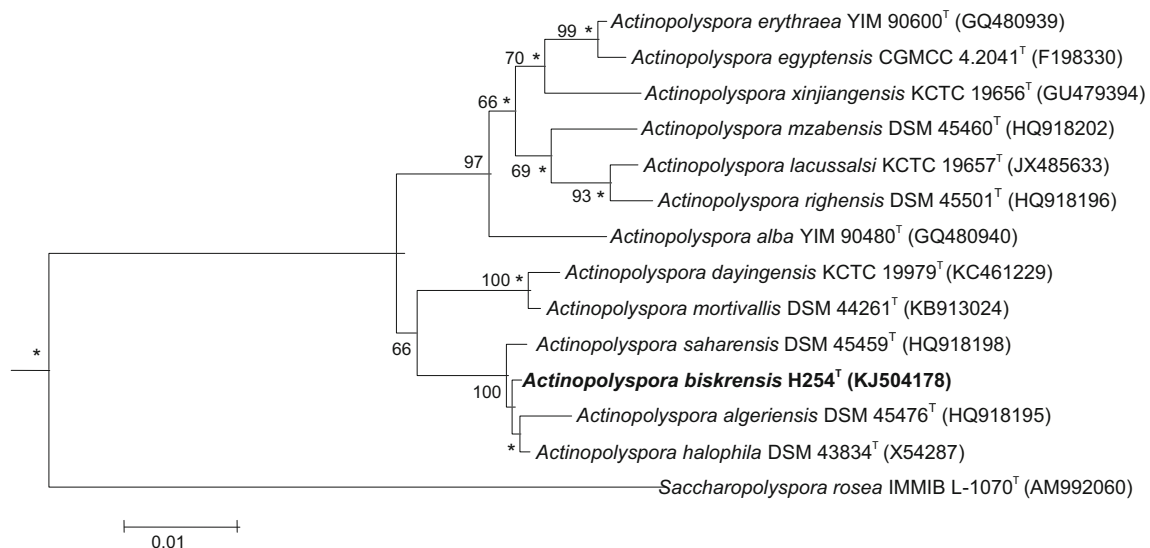 99 * Actinopolyspora erythraea YIM 90600T (GQ480939)
Actinopolyspora egyptensis CGMCC 4.2041T (F198330)
70 *
Actinopolyspora xinjiangensis KCTC 19656T (GU479394)
66 *
Actinopolyspora mzabensis DSM 45460T (HQ918202)
97
Actinopolyspora lacussalsi KCTC 19657T (JX485633)
69 *
93 * Actinopolyspora righensis DSM 45501T (HQ918196)
Actinopolyspora alba YIM 90480T (GQ480940)
100 * Actinopolyspora dayingensis KCTC 19979T (KC461229)
Actinopolyspora mortivallis DSM 44261T (KB913024)
66
Actinopolyspora saharensis DSM 45459T (HQ918198)
*
Actinopolyspora biskrensis H254T (KJ504178)
100
Actinopolyspora algeriensis DSM 45476T (HQ918195)
* Actinopolyspora halophila DSM 43834T (X54287)
Saccharopolyspora rosea IMMIB L-1070T (AM992060)
0.01